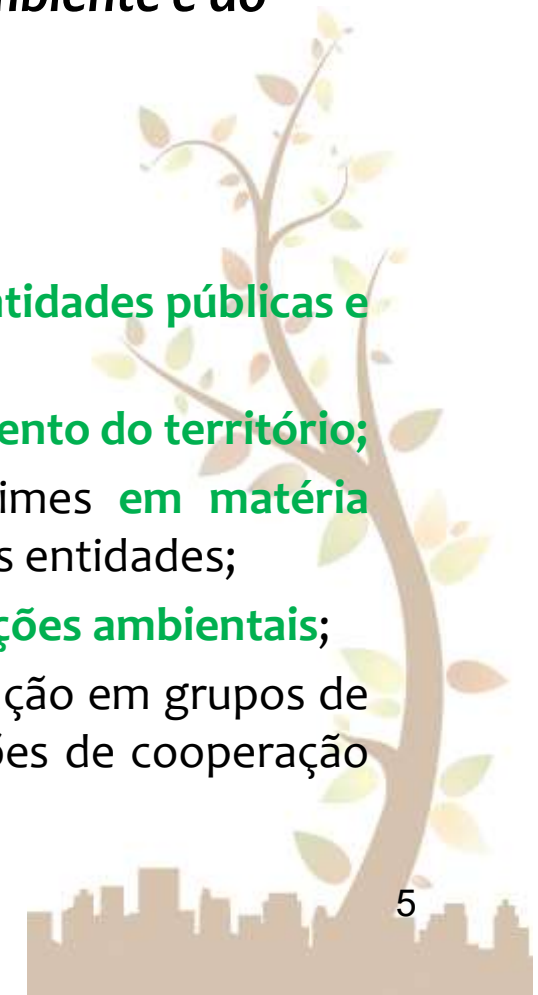 mbiente e do
ntidades públicas e
ento do território;
imes em matéria
s entidades;
ções ambientais;
ação em grupos de
ões de cooperação
5